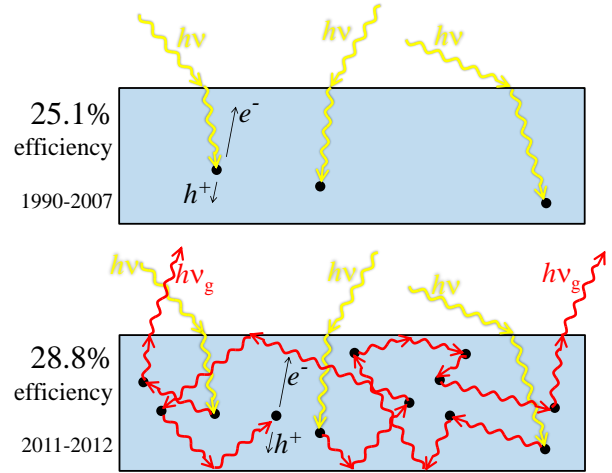 hν hν hν
25.1%
efficiency
e⁻
h⁺
1990-2007
hν hν_g hν hν hν_g
28.8%
efficiency
e⁻
h⁺
2011-2012